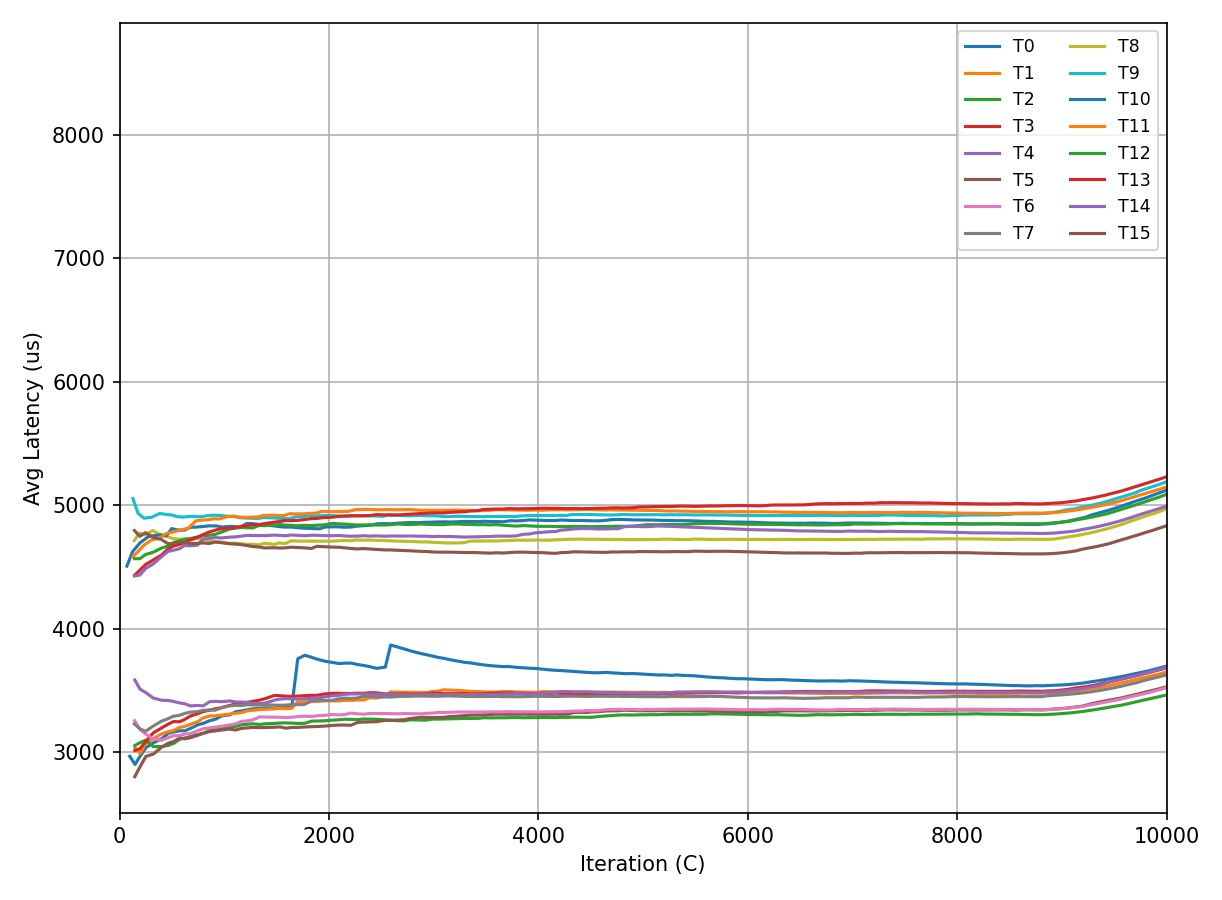 T0 T8
T1 T9
T2 T10
T3 T11
T4 T12
T5 T13
T6 T14
T7 T15
8000
7000
6000
5000
4000
3000
Avg Latency (us)
0 2000 4000 6000 8000 10000
Iteration (C)